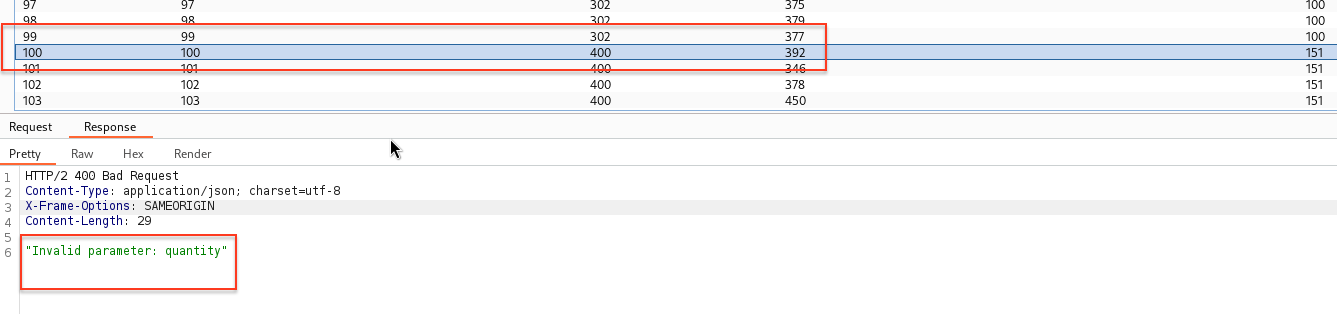 97 97 302 375 100
98 98 302 379 100
99 99 302 377 100
100 100 400 392 151
101 101 400 346 151
102 102 400 378 151
103 103 400 450 151
Request Response
Pretty Raw Hex Render
1 HTTP/2 400 Bad Request
2 Content-Type: application/json; charset=utf-8
3 X-Frame-Options: SAMEORIGIN
4 Content-Length: 29
5
6 "Invalid parameter: quantity"